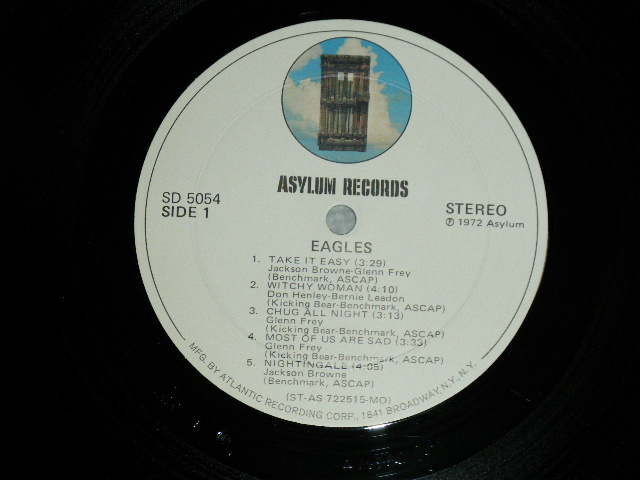 ASYLUM RECORDS
SD 5054
SIDE 1
STEREO
℗ 1972 Asylum
EAGLES
1. TAKE IT EASY (3:29)
Jackson Browne-Glenn Frey
(Benchmark, ASCAP)
2. WITCHY WOMAN (4:10)
Don Henley-Bernie Leadon
(Kicking Bear-Benchmark, ASCAP)
3. CHUG ALL NIGHT (3:13)
Glenn Frey
(Kicking Bear-Benchmark, ASCAP)
4. MOST OF US ARE SAD (3:33)
Glenn Frey
(Kicking Bear-Benchmark, ASCAP)
5. NIGHTINGALE (4:05)
Jackson Browne
(Benchmark, ASCAP)
(ST-AS 722615-MO)
MFG. BY ATLANTIC RECORDING CORP., 1841 BROADWAY, N.Y., N.Y.